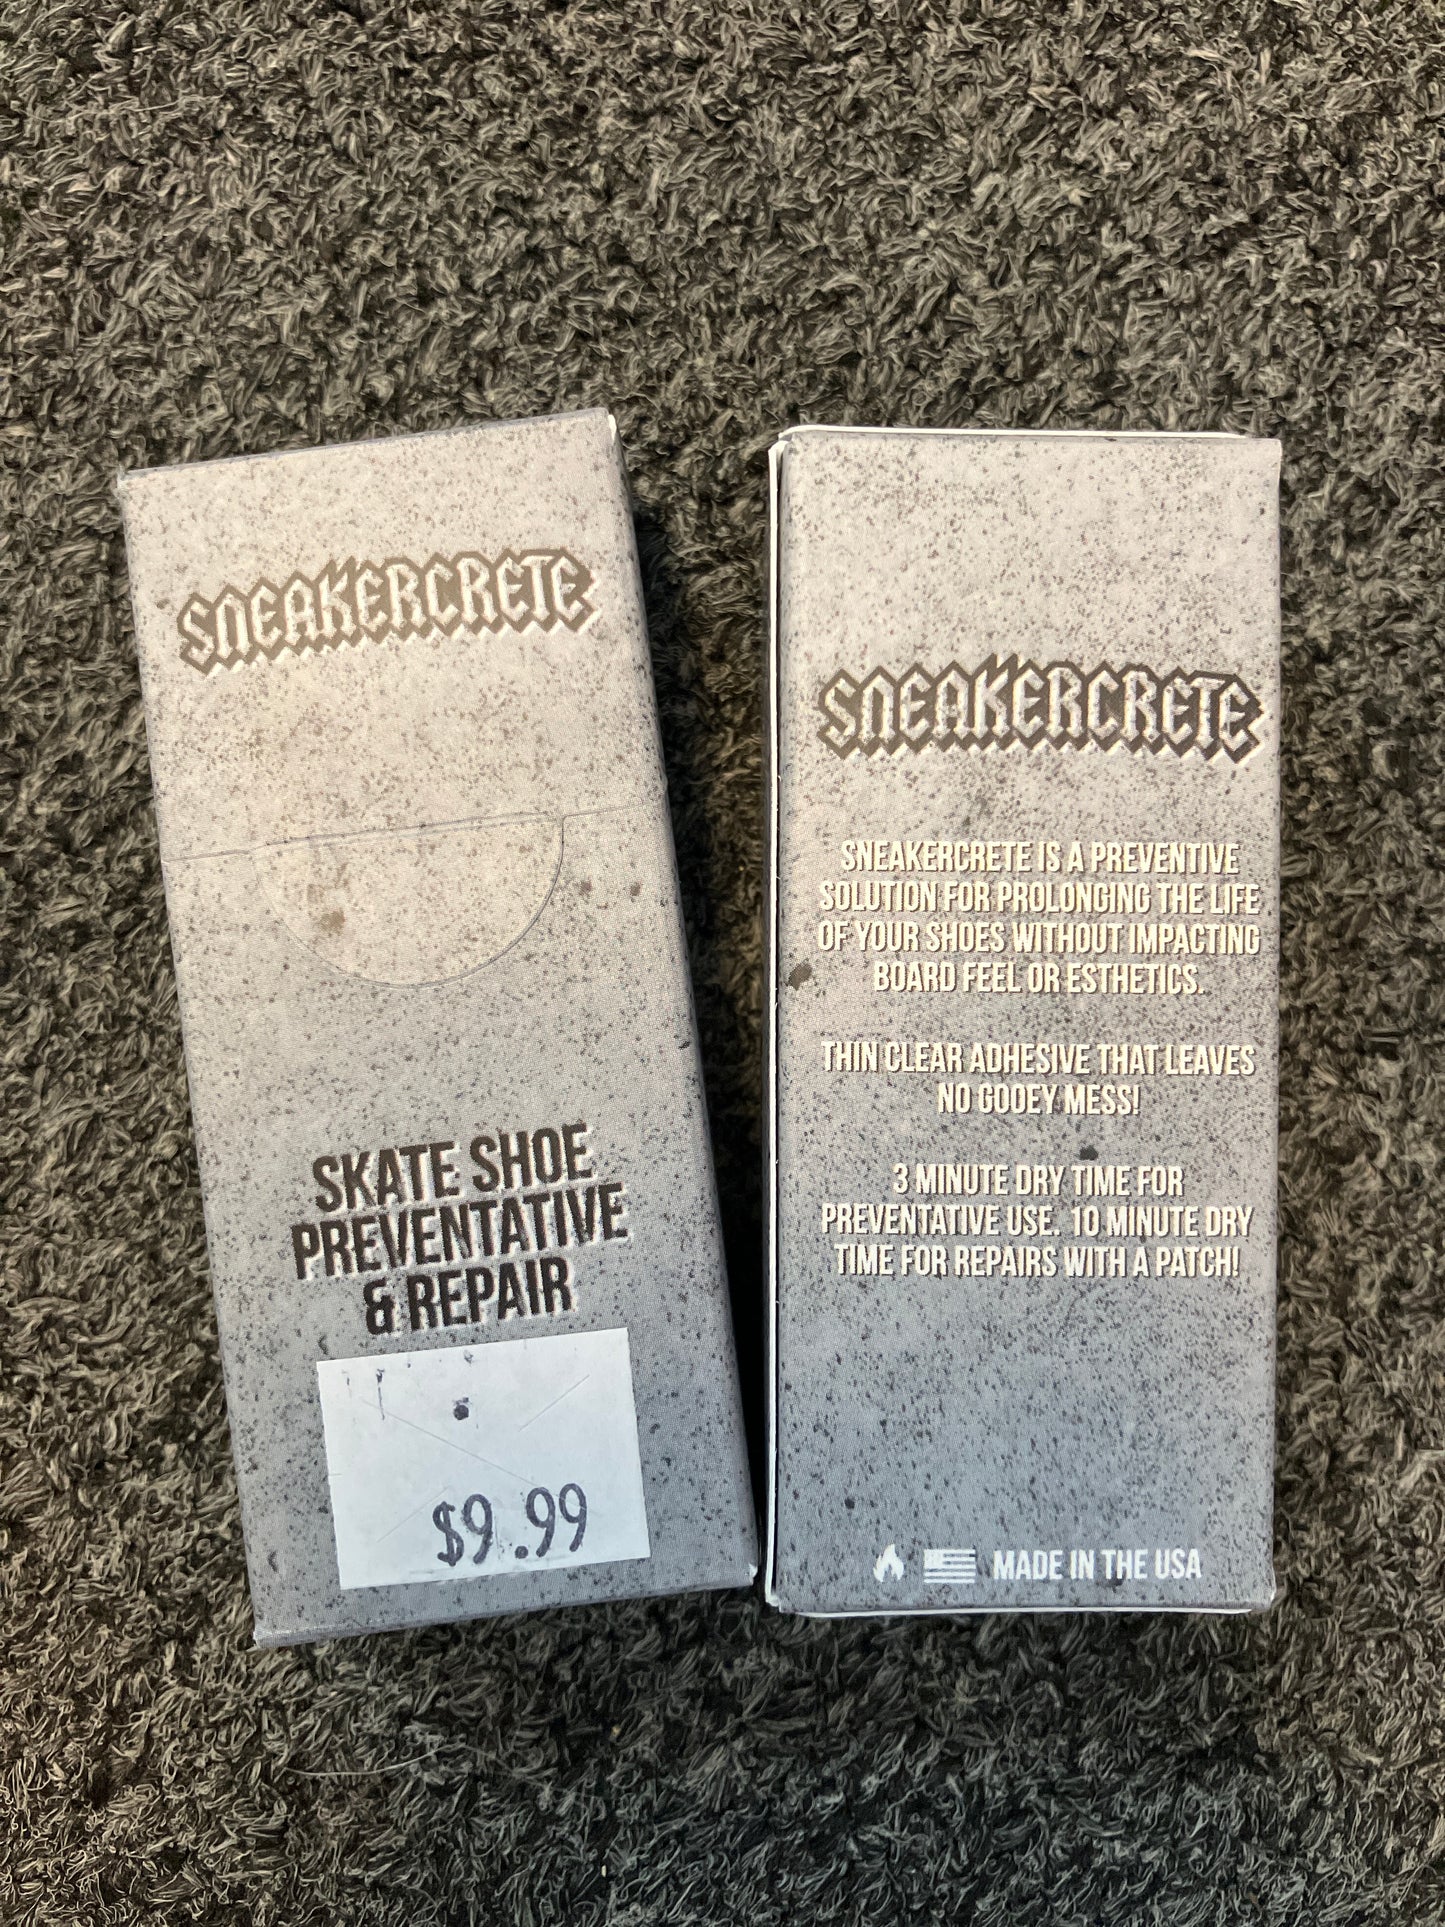 SNEAKERCRETE
SKATE SHOE
PREVENTATIVE
& REPAIR
$9.99
SNEAKERCRETE
SNEAKERCRETE IS A PREVENTIVE
SOLUTION FOR PROLONGING THE LIFE
OF YOUR SHOES WITHOUT IMPACTING
BOARD FEEL OR ESTHETICS.
THIN CLEAR ADHESIVE THAT LEAVES
NO GOOEY MESS!
3 MINUTE DRY TIME FOR
PREVENTATIVE USE. 10 MINUTE DRY
TIME FOR REPAIRS WITH A PATCH!
MADE IN THE USA